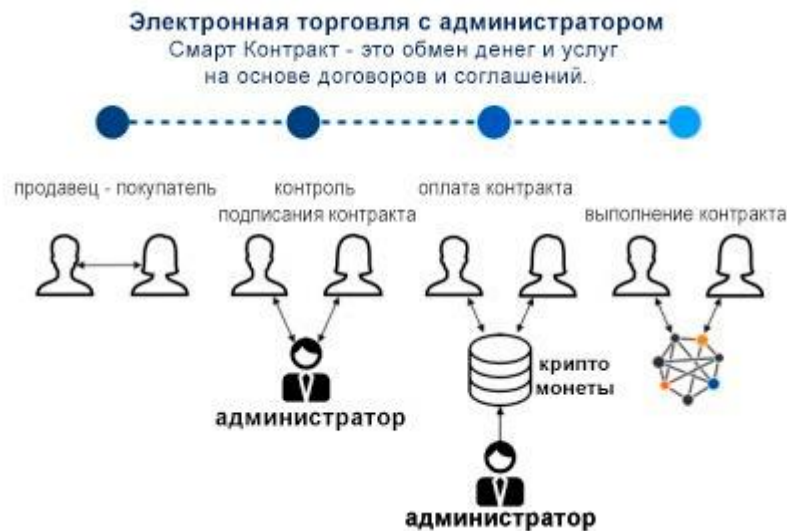 Электронная торговля с администратором
Смарт Контракт - это обмен денег и услуг
на основе договоров и соглашений.
продавец - покупатель
контроль
подписания контракта
оплата контракта
выполнение контракта
администратор
крипто
монеты
администратор